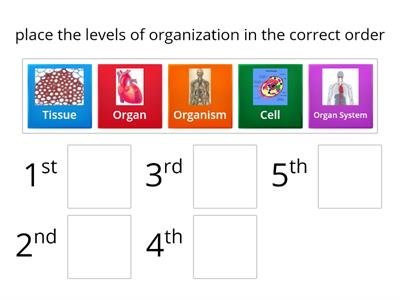 place the levels of organization in the correct order
Tissue Organ Organism Cell Organ System
1st 3rd 5th
2nd 4th